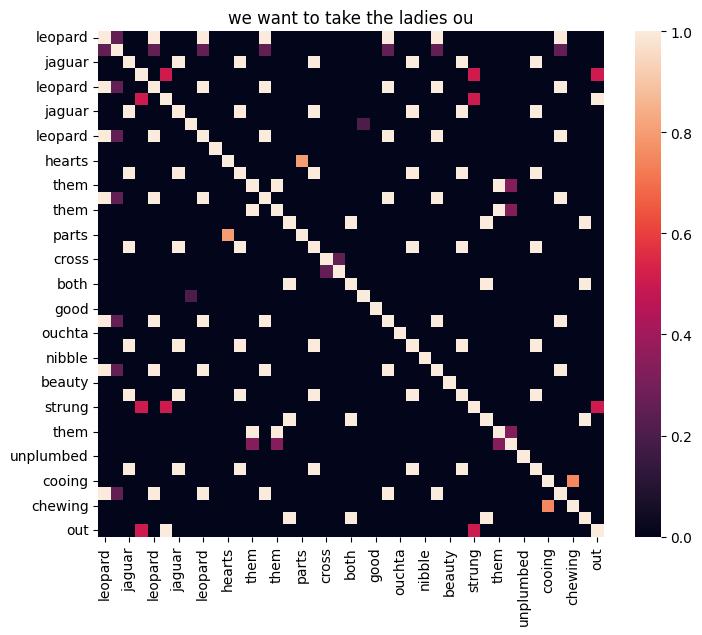 we want to take the ladies ou
leopard
jaguar
leopard
jaguar
leopard
hearts
them
them
parts
cross
both
good
ouchta
nibble
beauty
strung
them
unplumbed
cooing
chewing
out
leopard
jaguar
leopard
jaguar
leopard
hearts
them
them
parts
cross
both
good
ouchta
nibble
beauty
strung
them
unplumbed
cooing
chewing
out
1.0
0.8
0.6
0.4
0.2
0.0